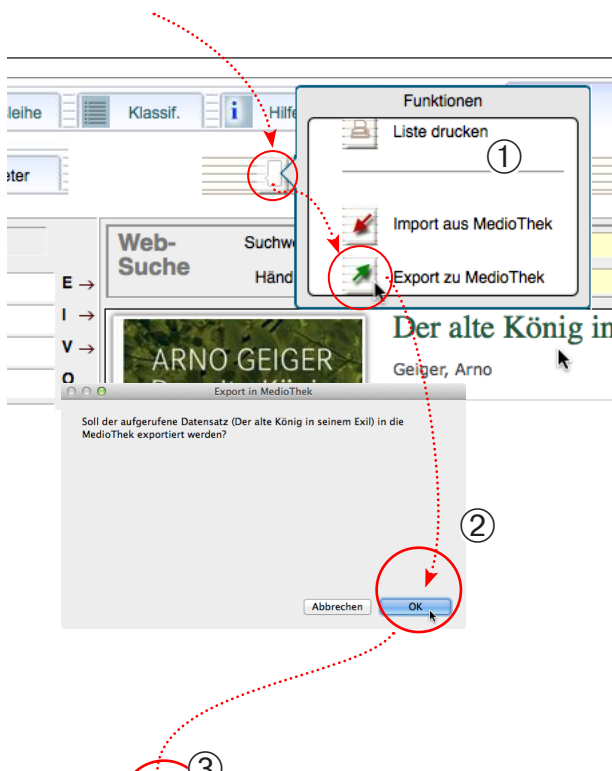 leihe
Klassif.
i
Hilfe
Funktionen
Liste drucken
①
eter
Import aus MedioThek
Export zu MedioThek
Web-
Suche
Suchwo
Händ
E →
I →
V →
O
ARNO GEIGER
Der alte König in
Geiger, Arno
Export in MedioThek
Soll der aufgerufene Datensatz (Der alte König in seinem Exil) in die
MedioThek exportiert werden?
②
Abbrechen
OK
③